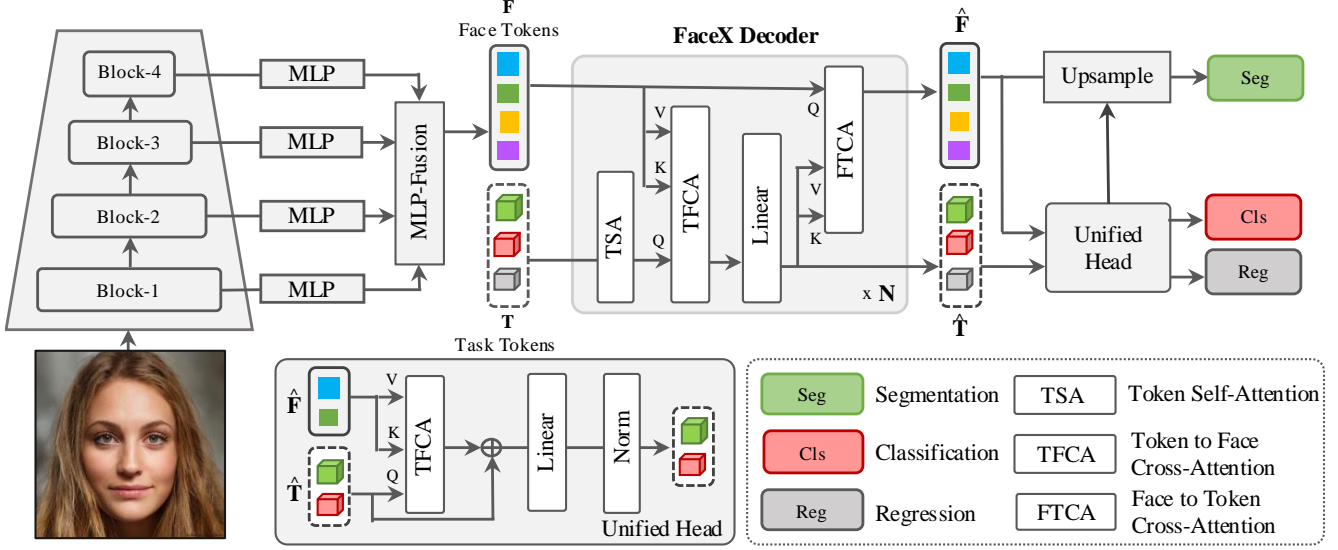 Block-4
Block-3
Block-2
Block-1
MLP
MLP
MLP
MLP
MLP-Fusion
F
Face Tokens
T
Task Tokens
FaceX Decoder
TSA
V
K
Q
TFCA
Linear
Q
V
K
FTCA
x N
F̂
T̂
Upsample
Unified
Head
Seg
Cls
Reg
F̂
T̂
V
K
Q
TFCA
Linear
Norm
Unified Head
Seg Segmentation
Cls Classification
Reg Regression
TSA Token Self-Attention
TFCA Token to Face
Cross-Attention
FTCA Face to Token
Cross-Attention